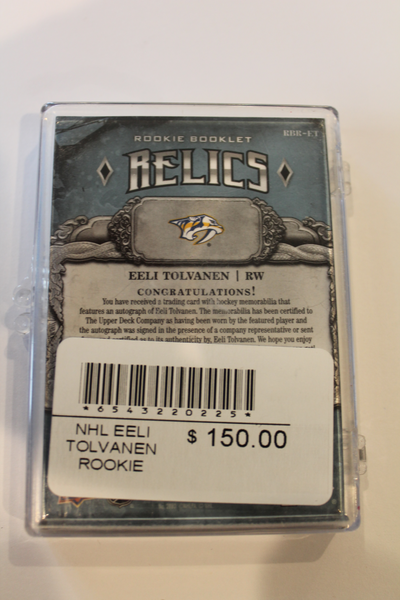 ROOKIE BOOKLET
RBR-ET
RELICS
EELI TOLVANEN | RW
CONGRATULATIONS!
You have received a trading card with hockey memorabilia that
features an autograph of Eeli Tolvanen. The memorabilia has been certified to
The Upper Deck Company as having been worn by the featured player and
the autograph was signed in the presence of a company representative or sent
certified as to its authenticity by, Eeli Tolvanen. We hope you enjoy
*6543220225*
NHL EELI
TOLVANEN
ROOKIE
$ 150.00